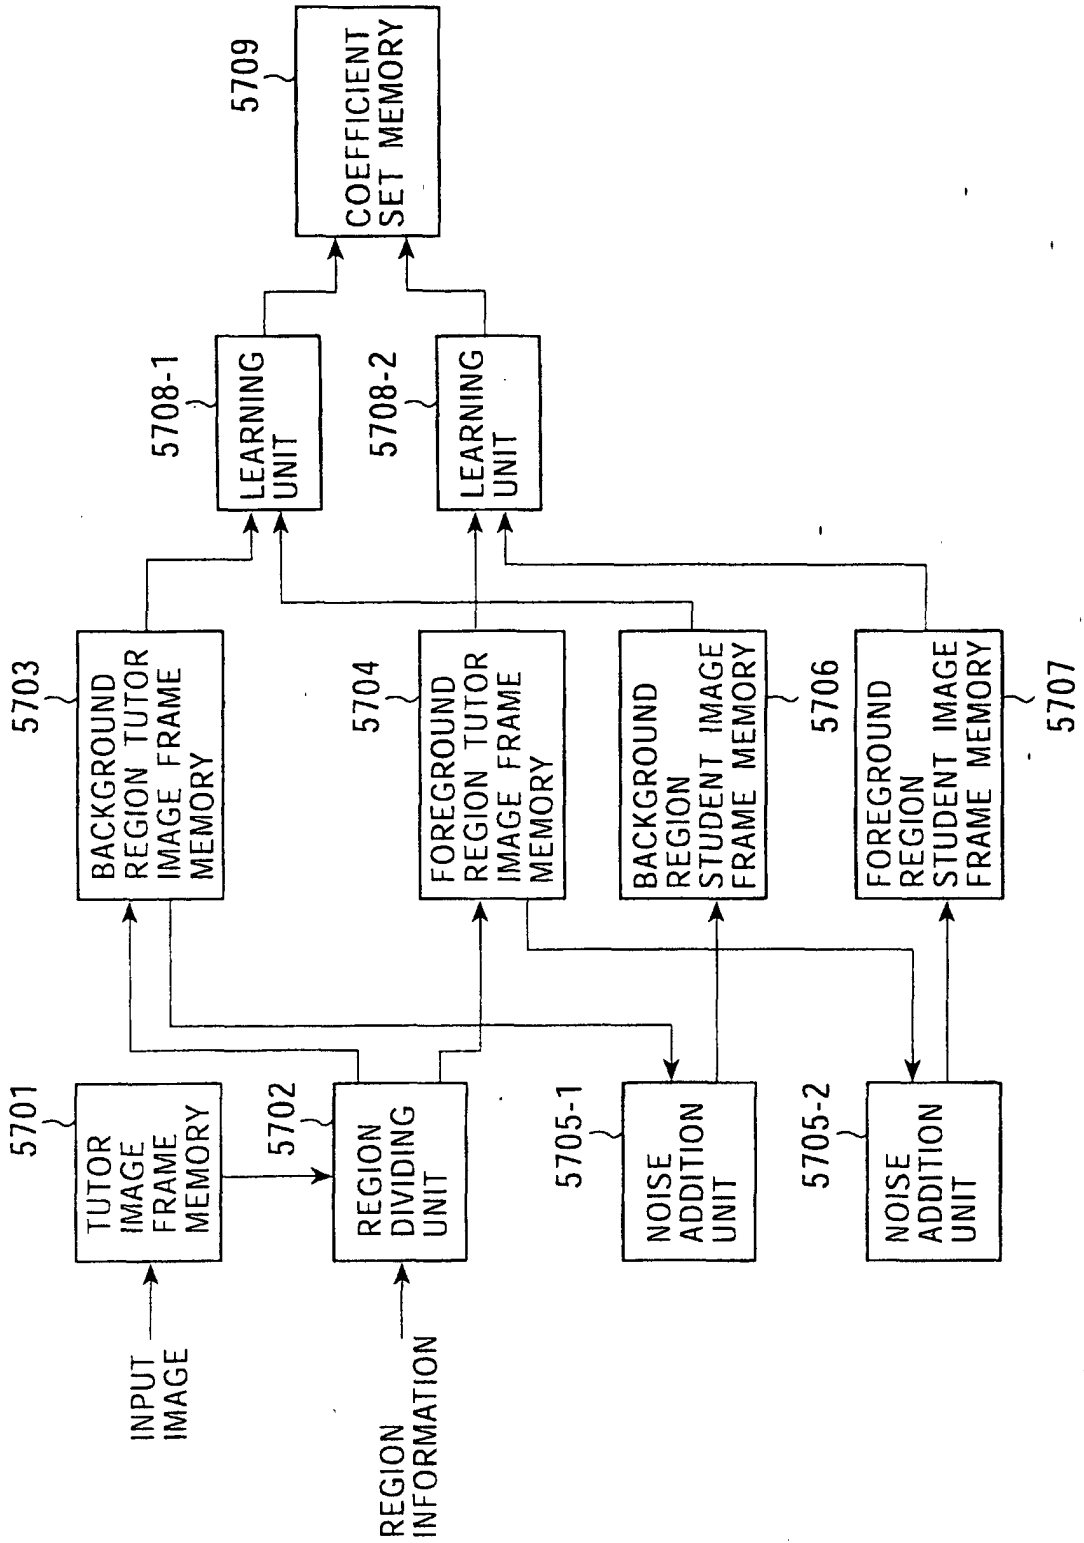 INPUT
IMAGE
5701
TUTOR
IMAGE
FRAME
MEMORY
REGION
INFORMATION
5702
REGION
DIVIDING
UNIT
5705-1
NOISE
ADDITION
UNIT
5705-2
NOISE
ADDITION
UNIT
5703
BACKGROUND
REGION TUTOR
IMAGE FRAME
MEMORY
5704
FOREGROUND
REGION TUTOR
IMAGE FRAME
MEMORY
BACKGROUND
REGION
STUDENT IMAGE
FRAME MEMORY
5706
FOREGROUND
REGION
STUDENT IMAGE
FRAME MEMORY
5707
5708-1
LEARNING
UNIT
5708-2
LEARNING
UNIT
5709
COEFFICIENT
SET MEMORY